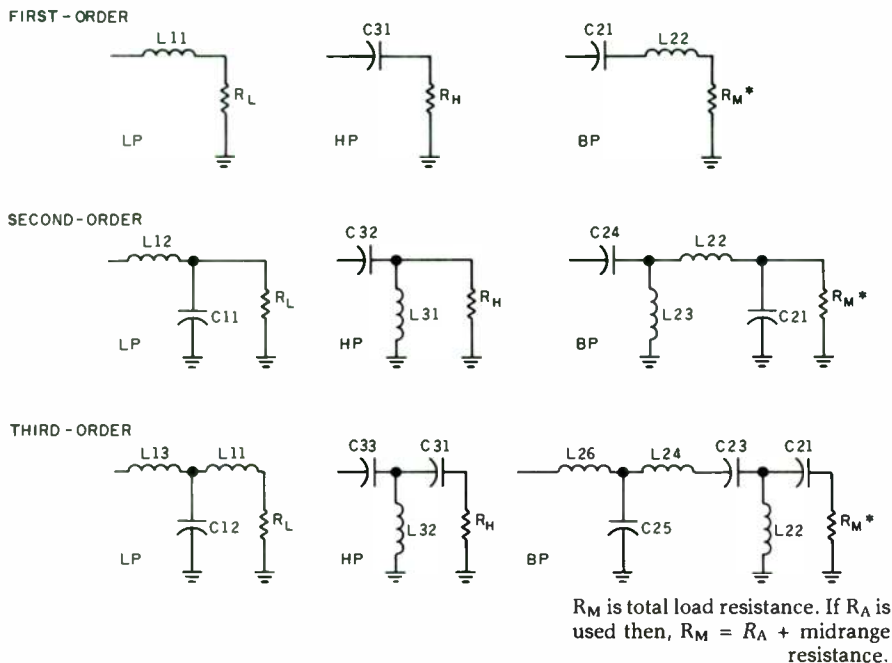 FIRST-ORDER
L11
RL
LP
C31
RH
HP
C21
L22
RM*
BP
SECOND-ORDER
L12
C11
RL
LP
C32
L31
RH
HP
C24
L22
L23
C21
RM*
BP
THIRD-ORDER
L13
L11
C12
RL
LP
C33
C31
L32
RH
HP
L26
L24
C23
C21
C25
L22
RM*
BP
RM is total load resistance. If RA is
used then, RM = RA + midrange
resistance.